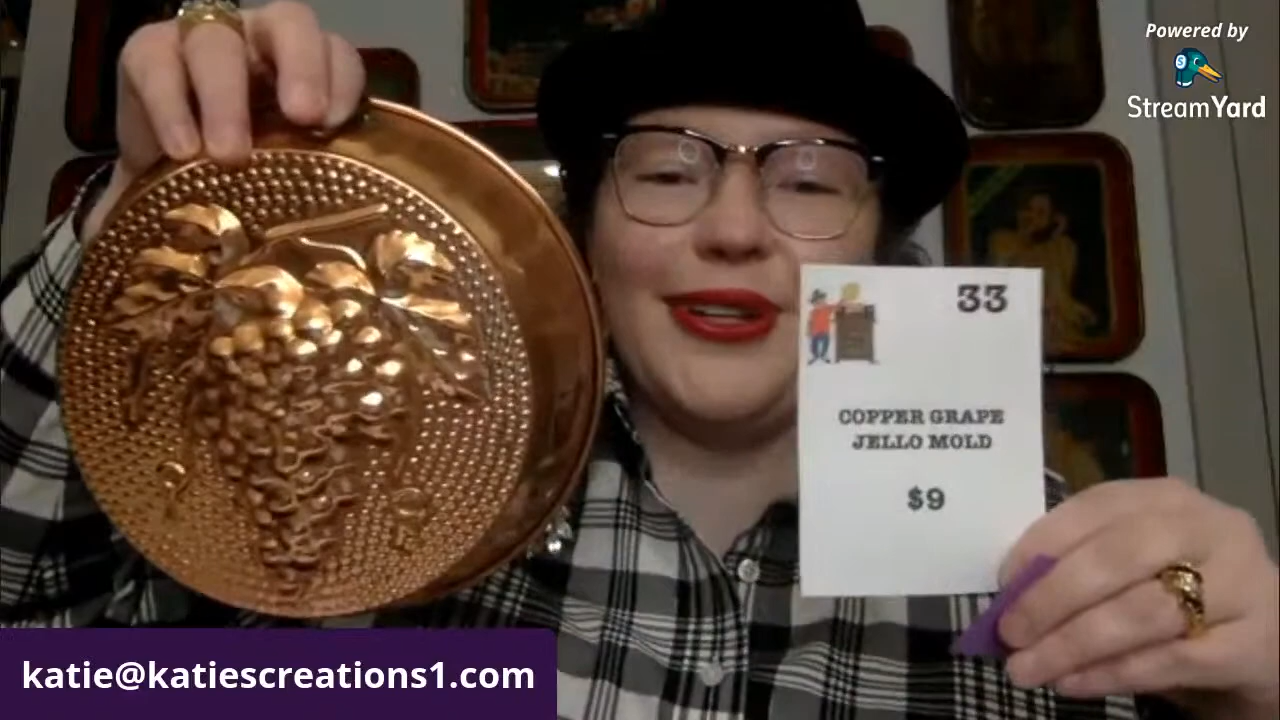 Powered by
StreamYard
33
COPPER GRAPE
JELLO MOLD
$9
katie@katiescreations1.com